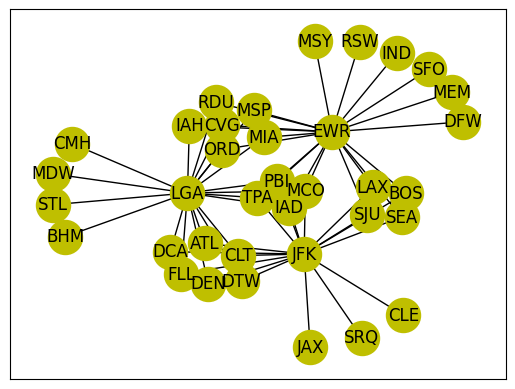 MSY
RSW
IND
SFO
MEM
DFW
RDU
MSP
IAH
CVG
MIA
EWR
ORD
CMH
MDW
STL
BHM
LGA
PBI
TPA
MCO
IAD
LAX
BOS
SJU
SEA
DCA
ATL
CLT
JFK
FLL
DEN
DTW
CLE
SRQ
JAX